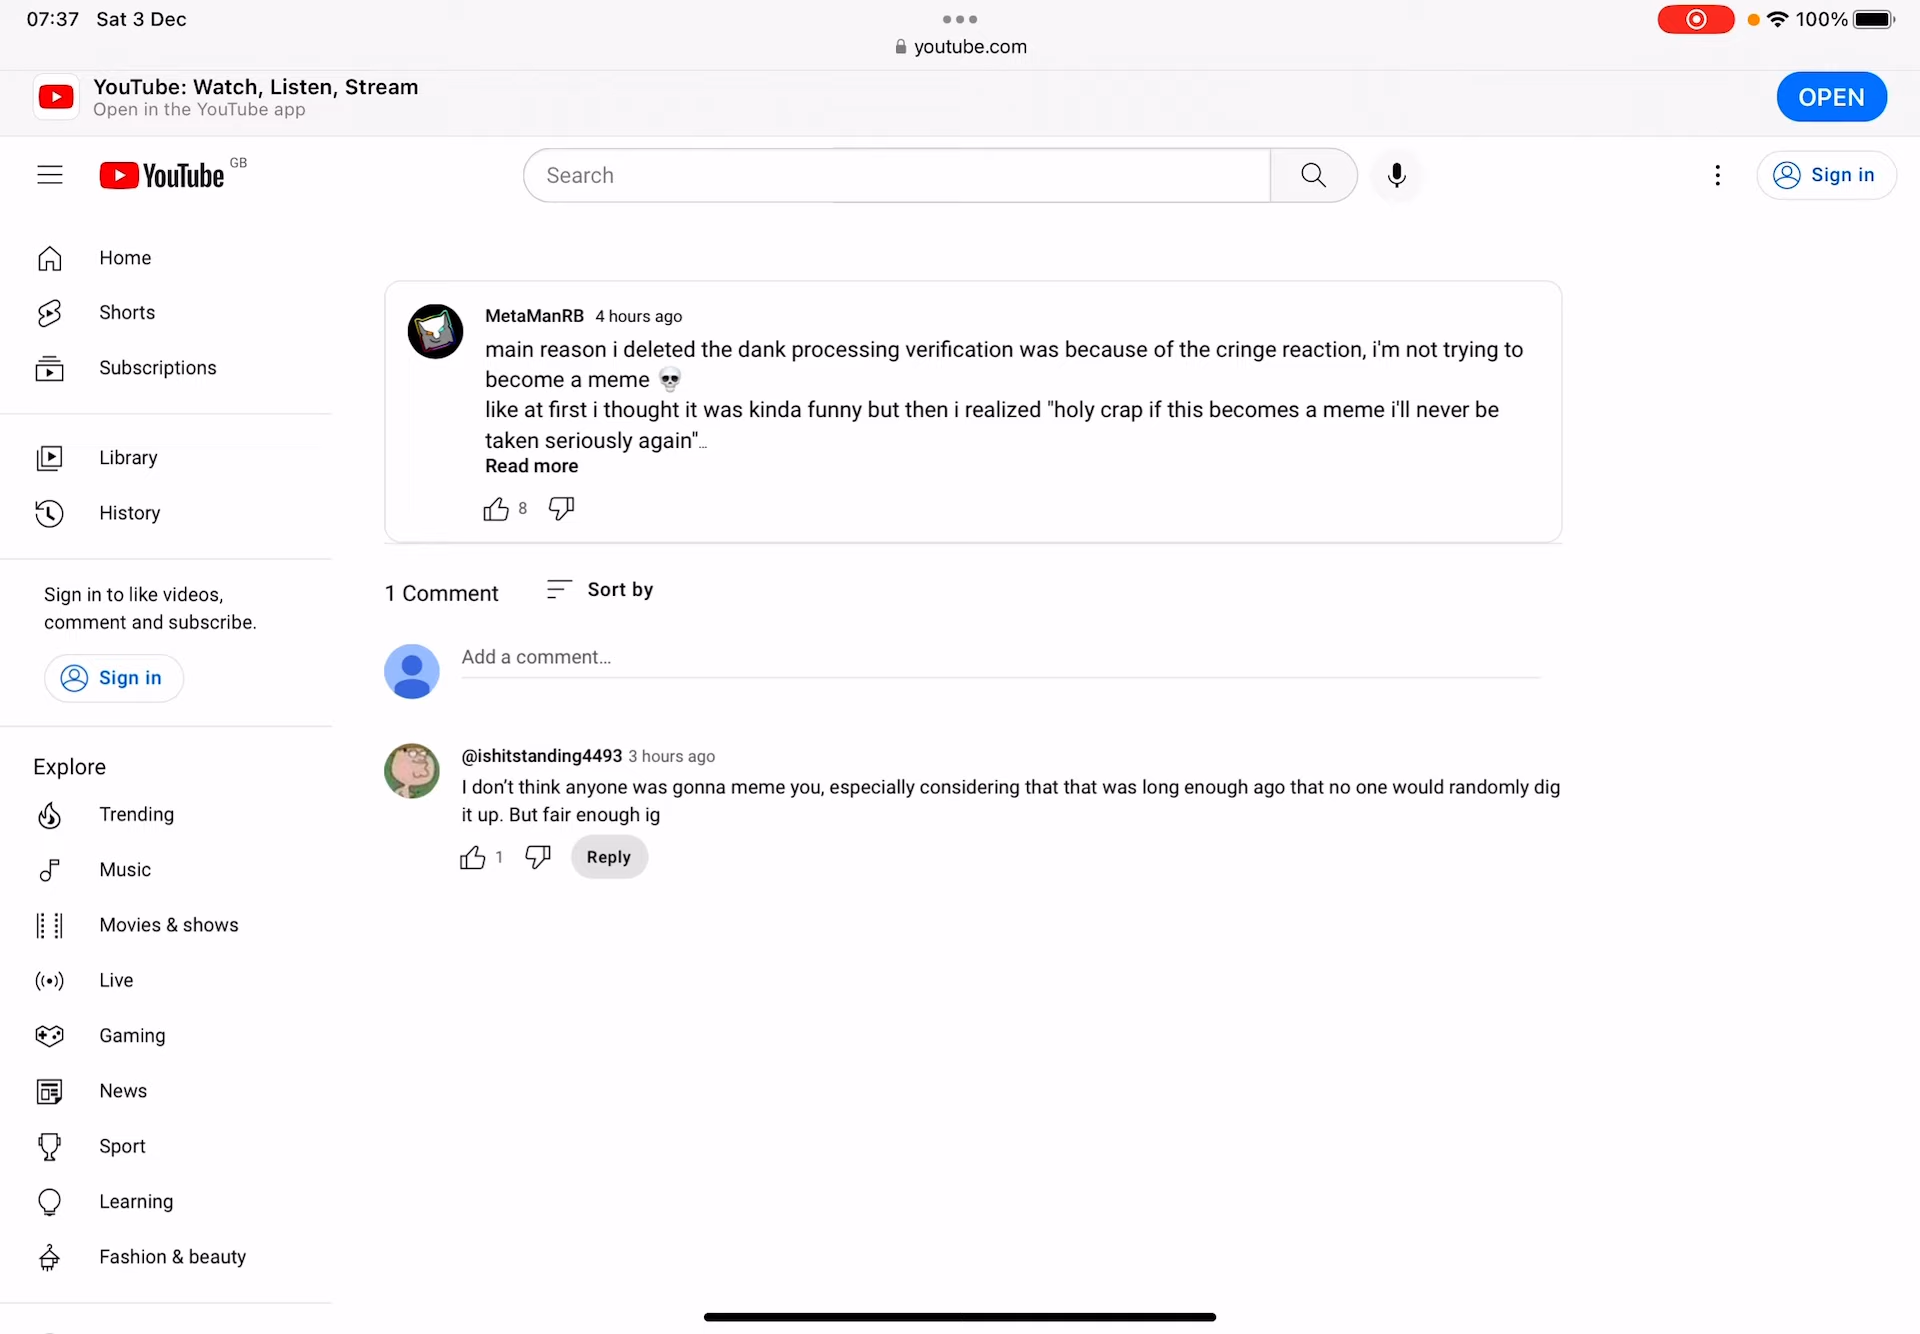 07:37 Sat 3 Dec
100%
youtube.com
YouTube: Watch, Listen, Stream
Open in the YouTube app
OPEN
YouTube GB
Search
Sign in
Home
Shorts
Subscriptions
Library
History
Sign in to like videos,
comment and subscribe.
Sign in
Explore
Trending
Music
Movies & shows
Live
Gaming
News
Sport
Learning
Fashion & beauty
MetaManRB 4 hours ago
main reason i deleted the dank processing verification was because of the cringe reaction, i'm not trying to
become a meme 💀
like at first i thought it was kinda funny but then i realized "holy crap if this becomes a meme i'll never be
taken seriously again"...
Read more
8
1 Comment
Sort by
Add a comment...
@ishitstanding4493 3 hours ago
I don’t think anyone was gonna meme you, especially considering that that was long enough ago that no one would randomly dig
it up. But fair enough ig
1
Reply